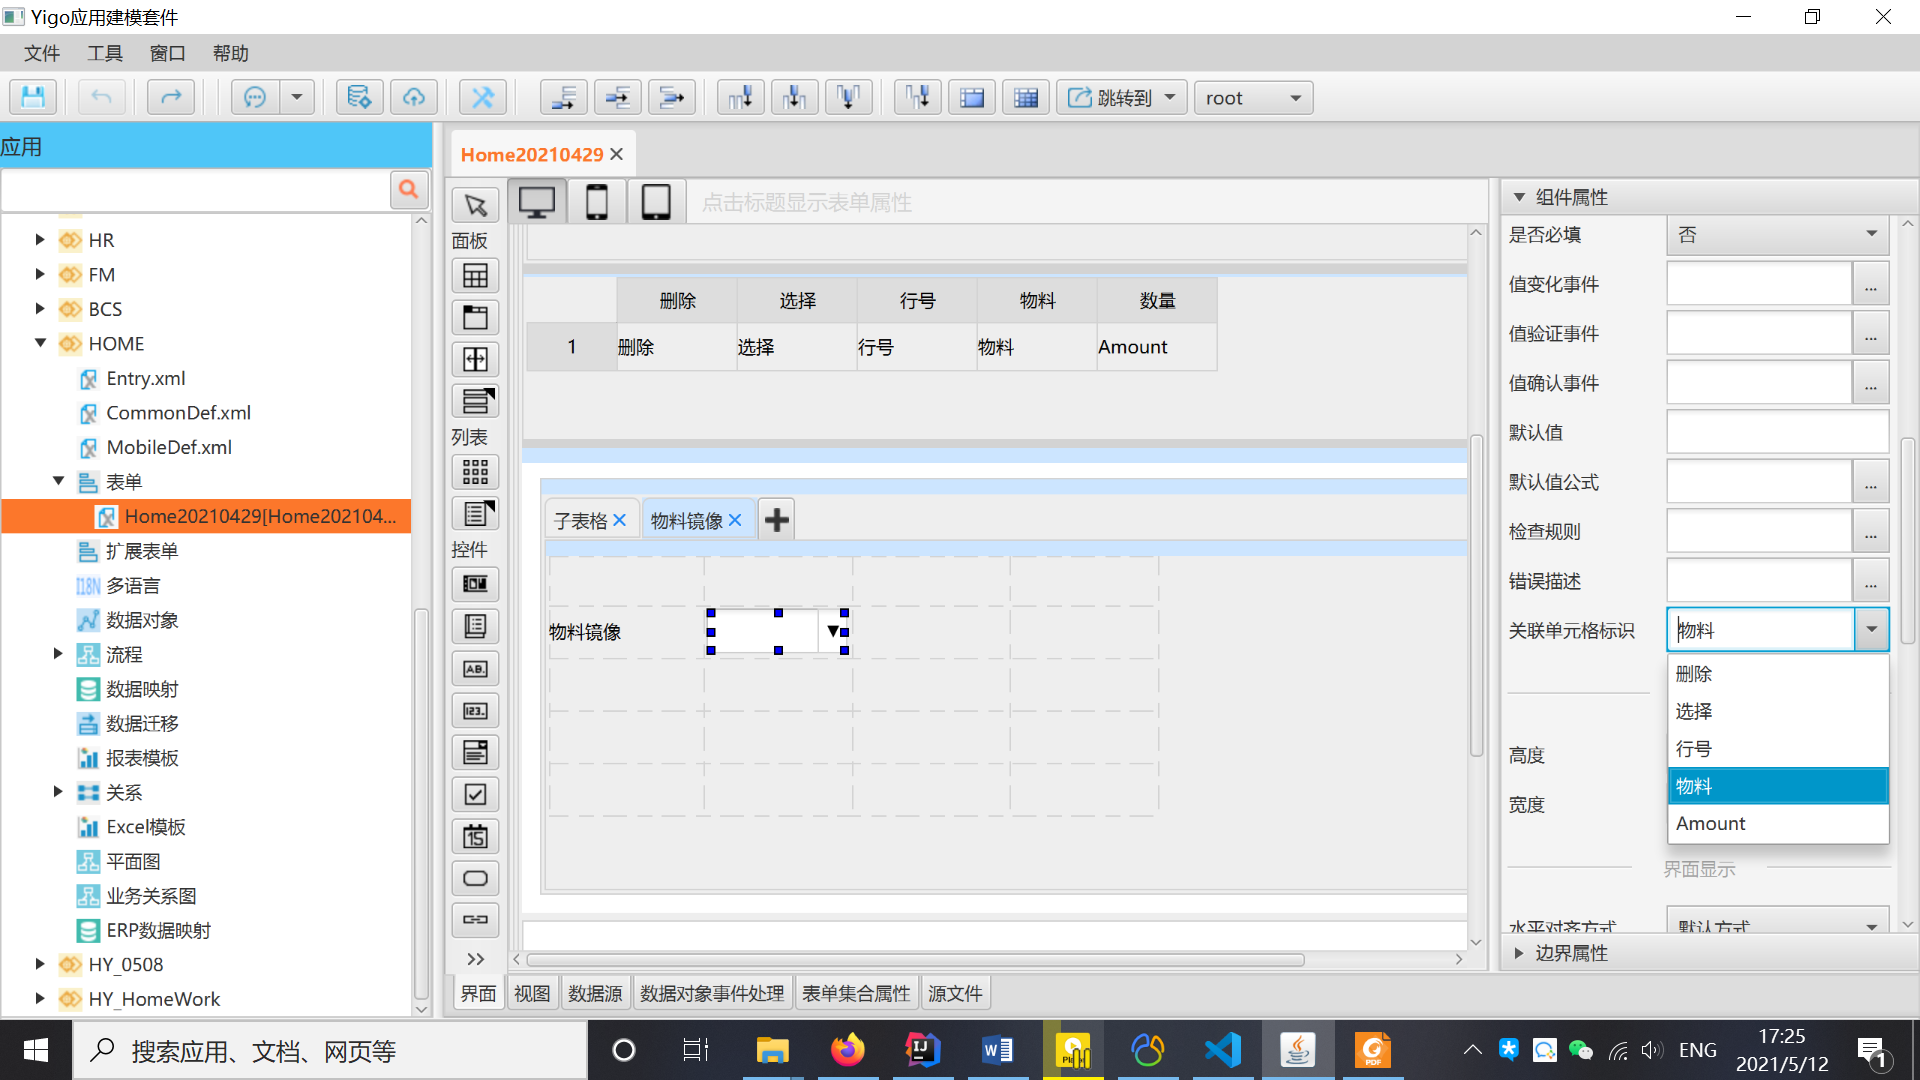 Yigo应用建模套件
文件 工具 窗口 帮助
跳转到 root
应用
HR
FM
BCS
HOME
Entry.xml
CommonDef.xml
MobileDef.xml
表单
Home20210429[Home202104...
扩展表单
I18N 多语言
数据对象
流程
数据映射
数据迁移
报表模板
关系
Excel模板
平面图
业务关系图
ERP数据映射
HY_0508
HY_HomeWork
Home20210429
点击标题显示表单属性
面板
列表
控件
AB.
123.
15
删除 选择 行号 物料 数量
1 删除 选择 行号 物料 Amount
子表格 物料镜像
物料镜像
界面 视图 数据源 数据对象事件处理 表单集合属性 源文件
组件属性
是否必填 否
值变化事件 ...
值验证事件 ...
值确认事件 ...
默认值
默认值公式 ...
检查规则 ...
错误描述 ...
关联单元格标识 物料
删除
选择
行号
物料
Amount
高度
宽度
界面显示
水平对齐方式 默认方式
边界属性
搜索应用、文档、网页等
ENG
17:25
2021/5/12
1